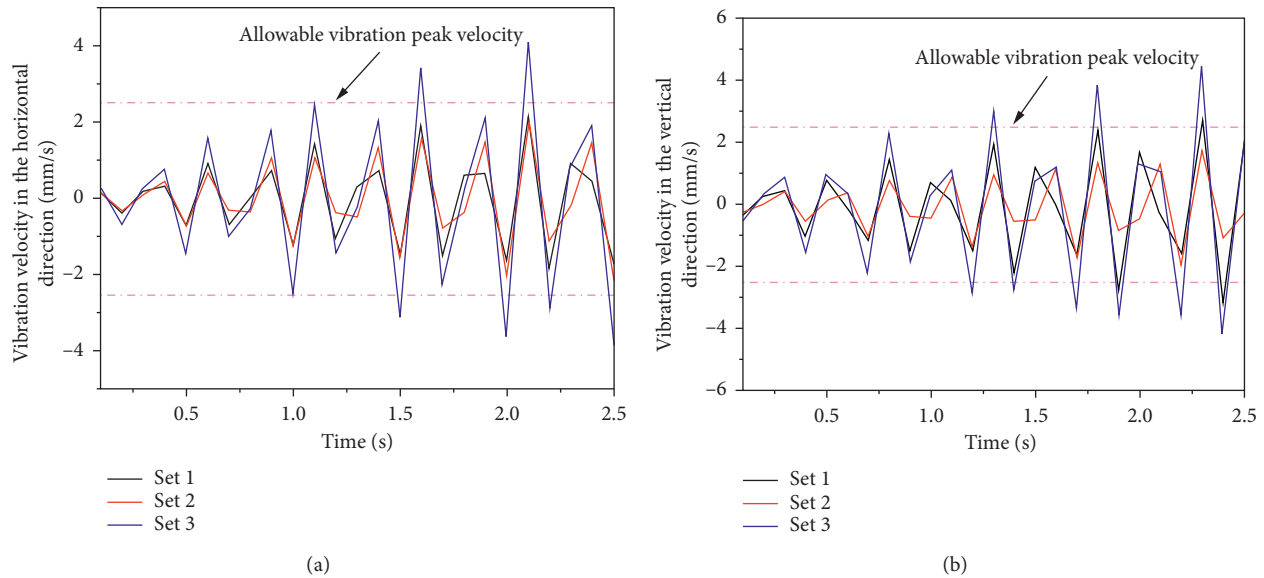 Allowable vibration peak velocity
Vibration velocity in the horizontal
direction (mm/s)
4
2
0
−2
−4
0.5 1.0 1.5 2.0 2.5
Time (s)
Set 1
Set 2
Set 3
(a)
Allowable vibration peak velocity
Vibration velocity in the vertical
direction (mm/s)
6
4
2
0
−2
−4
−6
0.5 1.0 1.5 2.0 2.5
Time (s)
Set 1
Set 2
Set 3
(b)